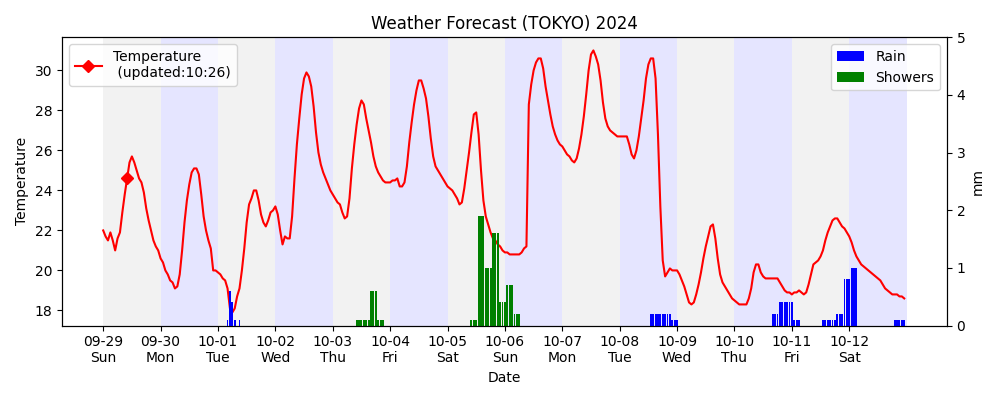 Weather Forecast (TOKYO) 2024
Temperature
(updated:10:26)
Rain
Showers
Temperature
30
28
26
24
22
20
18
5
4
3
2
1
0
mm
09-29 09-30 10-01 10-02 10-03 10-04 10-05 10-06 10-07 10-08 10-09 10-10 10-11 10-12
Sun Mon Tue Wed Thu Fri Sat Sun Mon Tue Wed Thu Fri Sat
Date